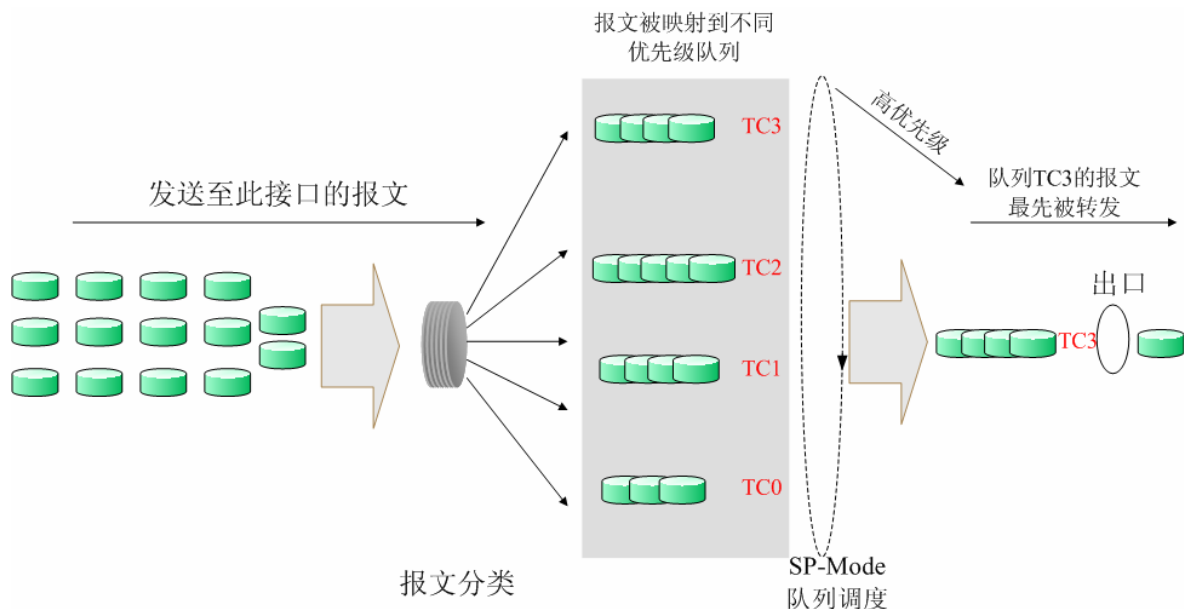 报文被映射到不同
优先级队列
TC3
高优先级
发送至此接口的报文
队列TC3的报文
最先被转发
TC2
出口
TC3
TC1
TC0
报文分类
SP-Mode
队列调度